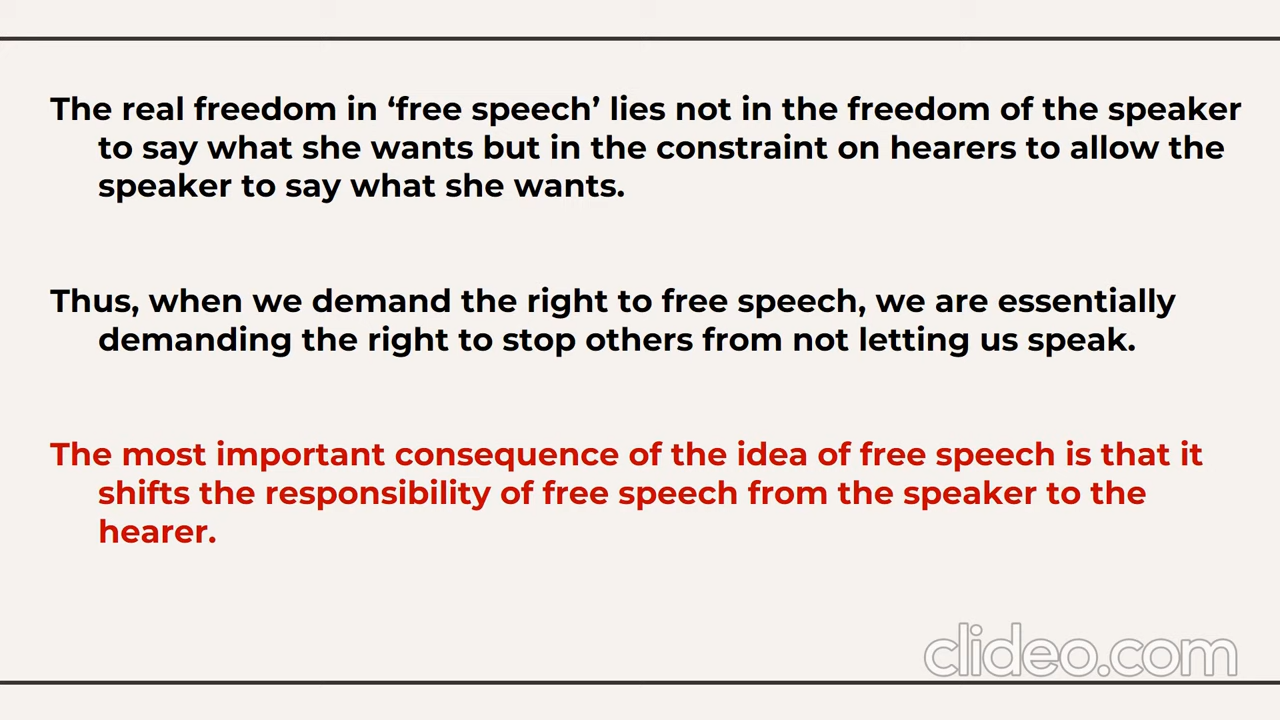 The real freedom in ‘free speech’ lies not in the freedom of the speaker
to say what she wants but in the constraint on hearers to allow the
speaker to say what she wants.
Thus, when we demand the right to free speech, we are essentially
demanding the right to stop others from not letting us speak.
The most important consequence of the idea of free speech is that it
shifts the responsibility of free speech from the speaker to the
hearer.
clideo.com